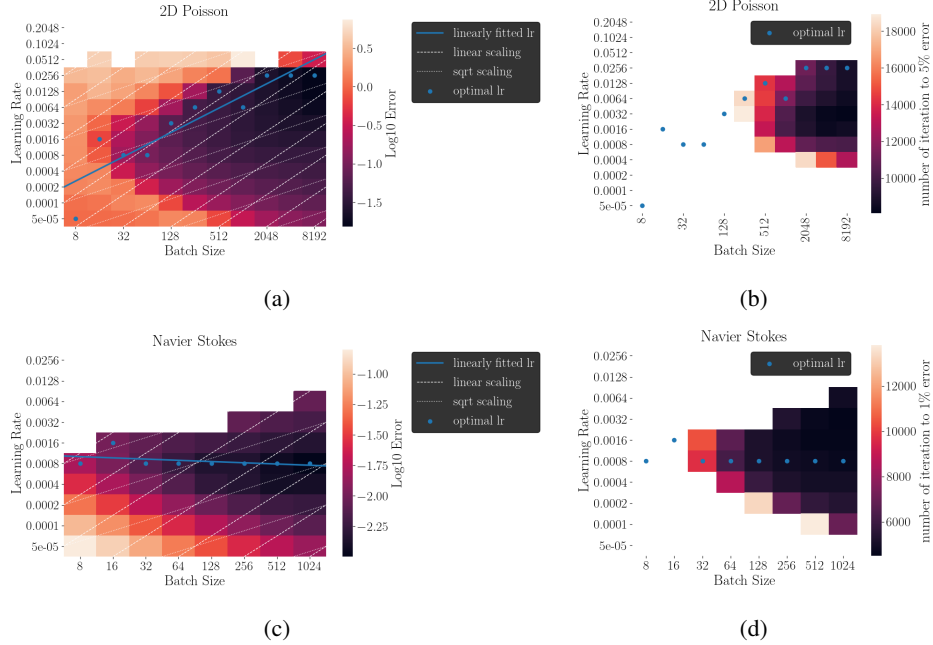 2D Poisson
0.2048
0.1024
0.0512
0.0256
0.0128
0.0064
0.0032
0.0016
0.0008
0.0004
0.0002
0.0001
5e-05
Learning Rate
8
32
128
512
2048
8192
Batch Size
0.5
0.0
−0.5
−1.0
−1.5
Log10 Error
linearly fitted lr
linear scaling
sqrt scaling
optimal lr
(a)
2D Poisson
optimal lr
0.2048
0.1024
0.0512
0.0256
0.0128
0.0064
0.0032
0.0016
0.0008
0.0004
0.0002
0.0001
5e-05
Learning Rate
8
32
128
512
2048
8192
Batch Size
18000
16000
14000
12000
10000
number of iteration to 5% error
(b)
Navier Stokes
0.0256
0.0128
0.0064
0.0032
0.0016
0.0008
0.0004
0.0002
0.0001
5e-05
Learning Rate
8
16
32
64
128
256
512
1024
Batch Size
−1.00
−1.25
−1.50
−1.75
−2.00
−2.25
Log10 Error
linearly fitted lr
linear scaling
sqrt scaling
optimal lr
(c)
Navier Stokes
optimal lr
0.0256
0.0128
0.0064
0.0032
0.0016
0.0008
0.0004
0.0002
0.0001
5e-05
Learning Rate
8
16
32
64
128
256
512
1024
Batch Size
12000
10000
8000
6000
number of iteration to 1% error
(d)